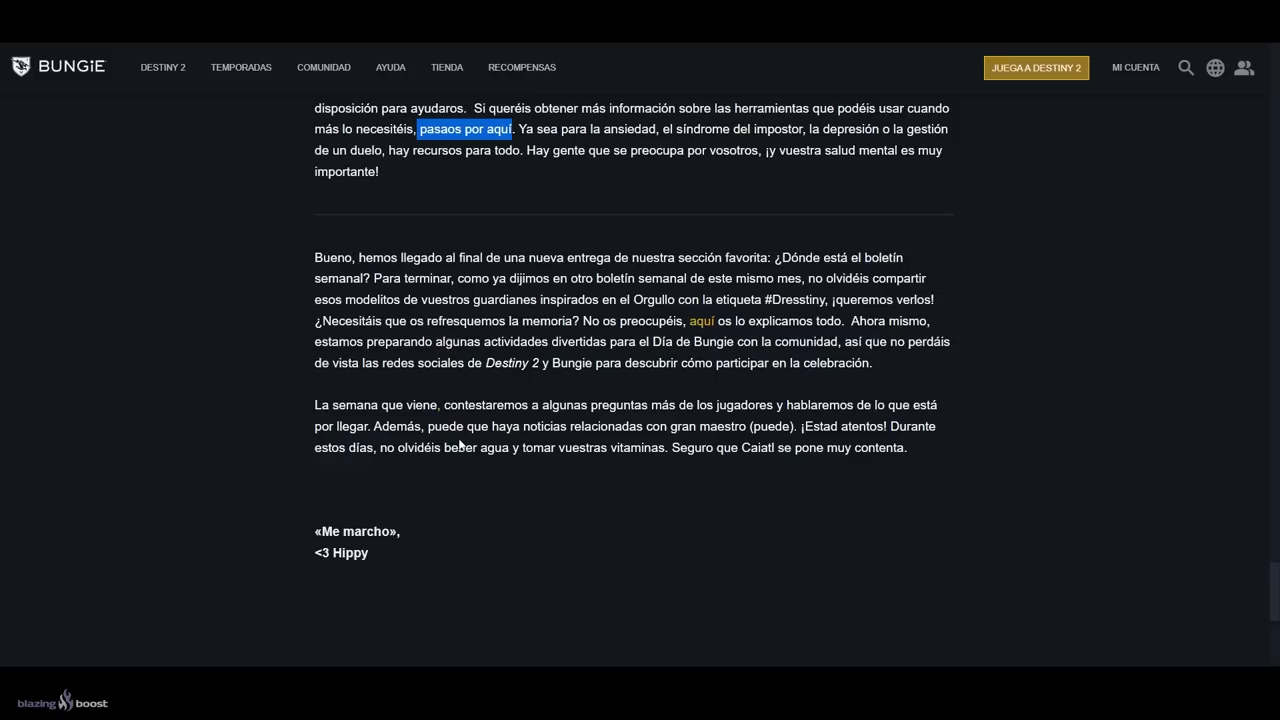 BUNGiE
DESTINY 2
TEMPORADAS
COMUNIDAD
AYUDA
TIENDA
RECOMPENSAS
JUEGA A DESTINY 2
MI CUENTA
disposición para ayudaros. Si queréis obtener más información sobre las herramientas que podéis usar cuando
más lo necesitéis, pasaos por aquí. Ya sea para la ansiedad, el síndrome del impostor, la depresión o la gestión
de un duelo, hay recursos para todo. Hay gente que se preocupa por vosotros, ¡y vuestra salud mental es muy
importante!
Bueno, hemos llegado al final de una nueva entrega de nuestra sección favorita: ¿Dónde está el boletín
semanal? Para terminar, como ya dijimos en otro boletín semanal de este mismo mes, no olvidéis compartir
esos modelitos de vuestros guardianes inspirados en el Orgullo con la etiqueta #Dresstiny, ¡queremos verlos!
¿Necesitáis que os refresquemos la memoria? No os preocupéis, aquí os lo explicamos todo. Ahora mismo,
estamos preparando algunas actividades divertidas para el Día de Bungie con la comunidad, así que no perdáis
de vista las redes sociales de Destiny 2 y Bungie para descubrir cómo participar en la celebración.
La semana que viene, contestaremos a algunas preguntas más de los jugadores y hablaremos de lo que está
por llegar. Además, puede que haya noticias relacionadas con gran maestro (puede). ¡Estad atentos! Durante
estos días, no olvidéis beber agua y tomar vuestras vitaminas. Seguro que Caiatl se pone muy contenta.
«Me marcho»,
<3 Hippy
blazing boost